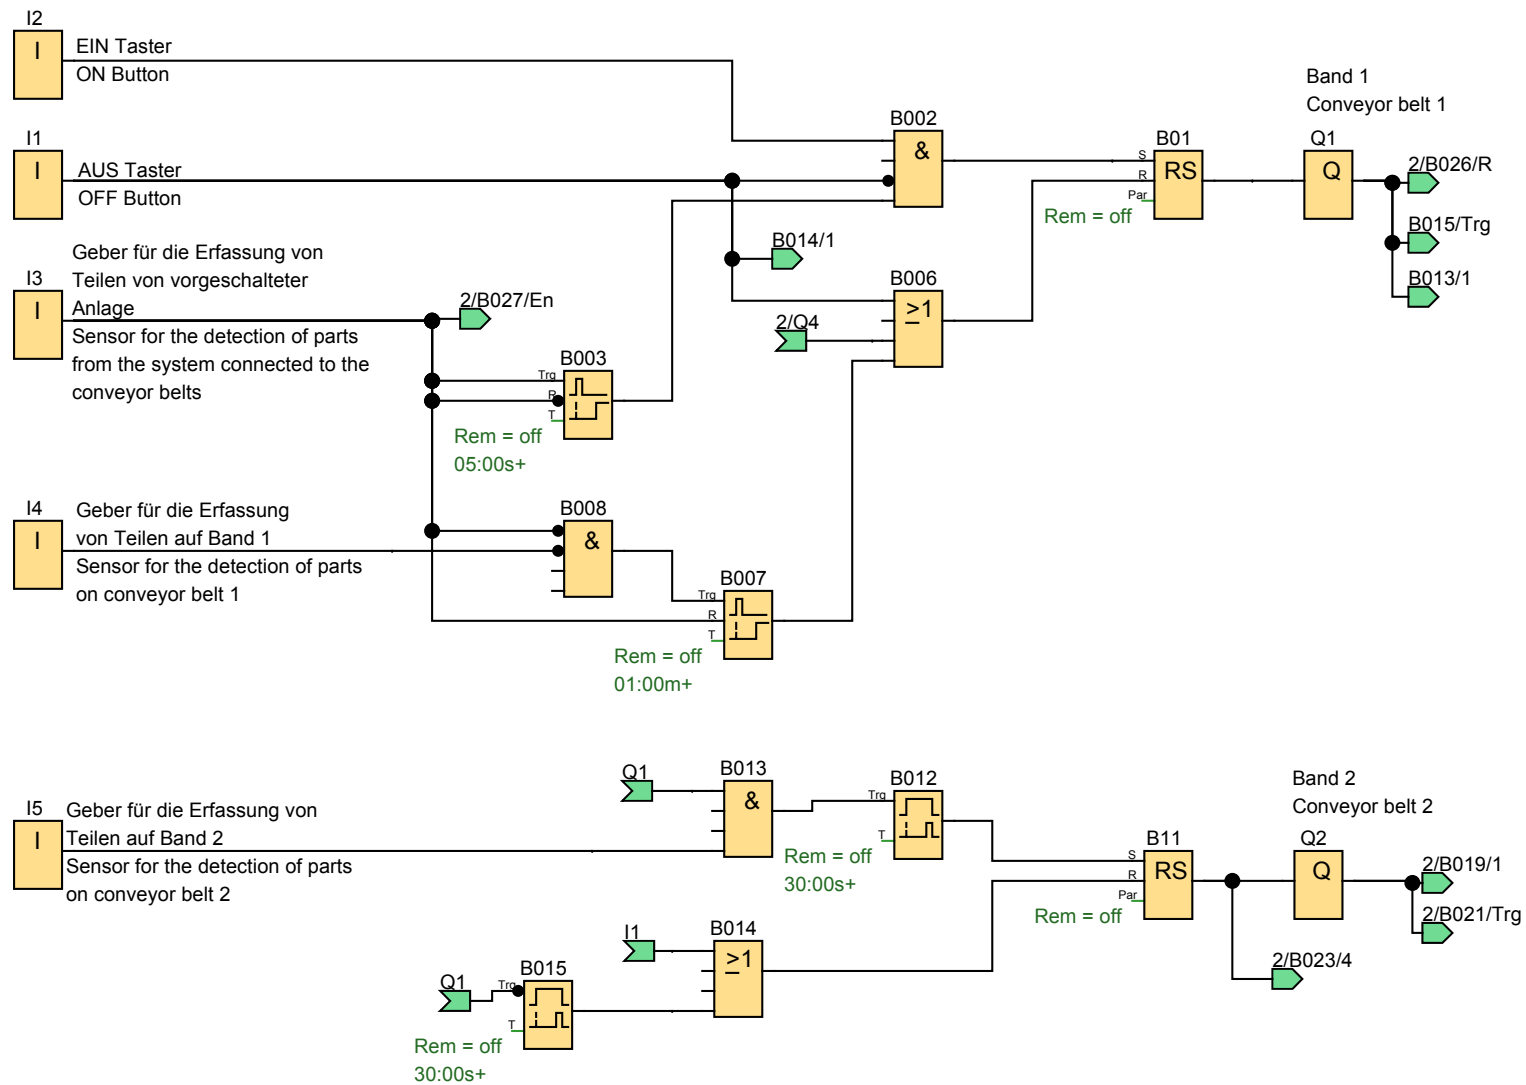 I2
I
EIN Taster
ON Button
I1
I
AUS Taster
OFF Button
B002
&
Band 1
Conveyor belt 1
B01
S
R
Par
RS
Rem = off
Q1
Q
2/B026/R
B015/Trg
B013/1
B014/1
Geber für die Erfassung von
Teilen von vorgeschalteter
Anlage
Sensor for the detection of parts
from the system connected to the
conveyor belts
I3
I
2/B027/En
B006
≥1
2/Q4
B003
Trg
R
T
Rem = off
05:00s+
I4
I
Geber für die Erfassung
von Teilen auf Band 1
Sensor for the detection of parts
on conveyor belt 1
B008
&
B007
Trg
R
T
Rem = off
01:00m+
Q1
B013
&
B012
Trg
T
Rem = off
30:00s+
Band 2
Conveyor belt 2
I5
I
Geber für die Erfassung von
Teilen auf Band 2
Sensor for the detection of parts
on conveyor belt 2
B11
S
R
Par
RS
Rem = off
Q2
Q
2/B019/1
2/B021/Trg
2/B023/4
I1
B014
≥1
Q1
B015
Trg
T
Rem = off
30:00s+